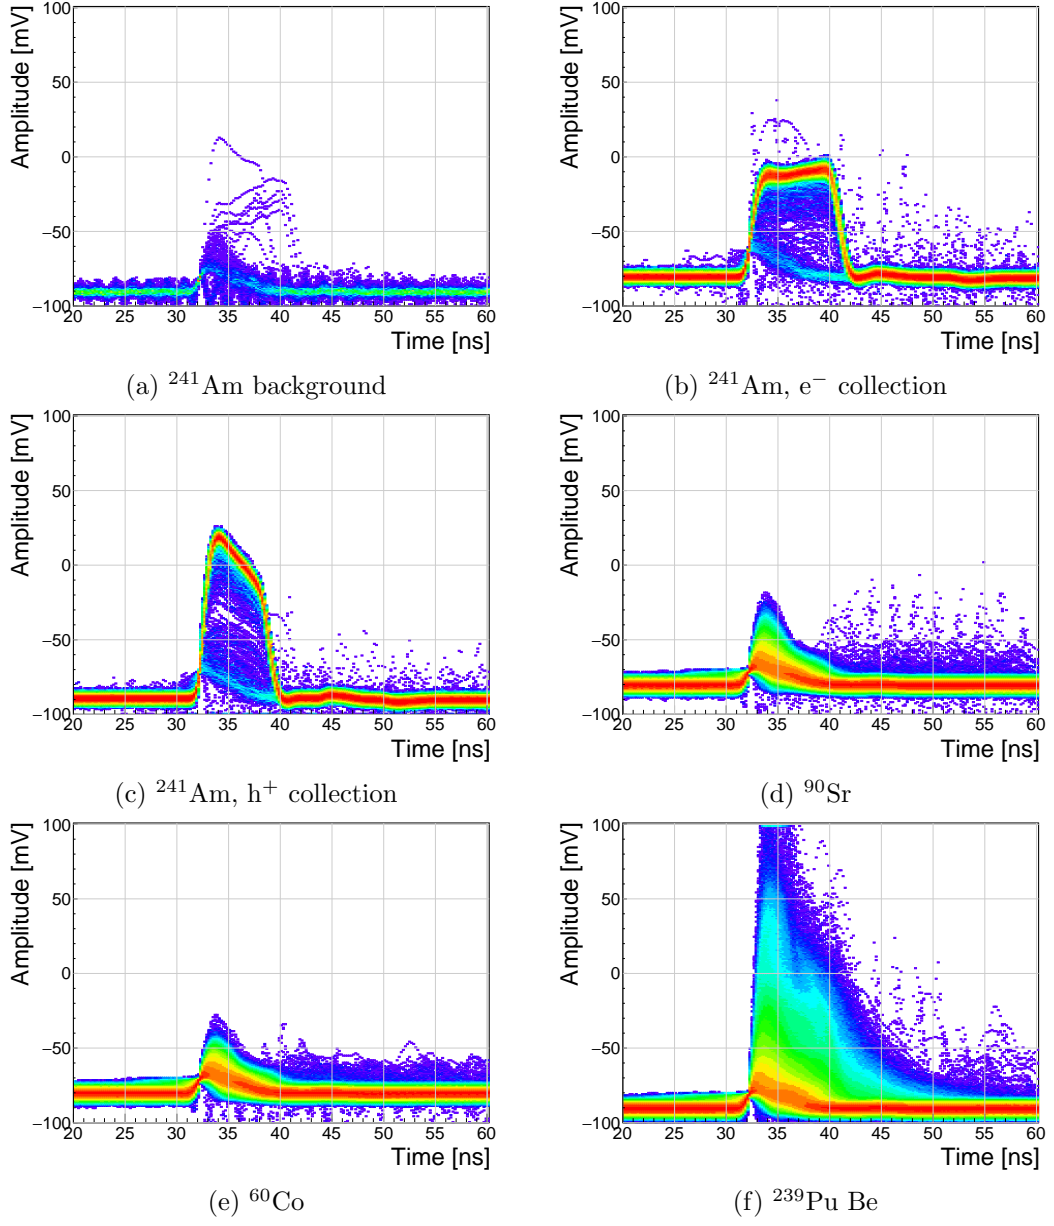 Amplitude [mV]
100
50
0
−50
−100
20 25 30 35 40 45 50 55 60
Time [ns]
(a) ²⁴¹Am background
Amplitude [mV]
100
50
0
−50
−100
20 25 30 35 40 45 50 55 60
Time [ns]
(b) ²⁴¹Am, e⁻ collection
Amplitude [mV]
100
50
0
−50
−100
20 25 30 35 40 45 50 55 60
Time [ns]
(c) ²⁴¹Am, h⁺ collection
Amplitude [mV]
100
50
0
−50
−100
20 25 30 35 40 45 50 55 60
Time [ns]
(d) ⁹⁰Sr
Amplitude [mV]
100
50
0
−50
−100
20 25 30 35 40 45 50 55 60
Time [ns]
(e) ⁶⁰Co
Amplitude [mV]
100
50
0
−50
−100
20 25 30 35 40 45 50 55 60
Time [ns]
(f) ²³⁹Pu Be